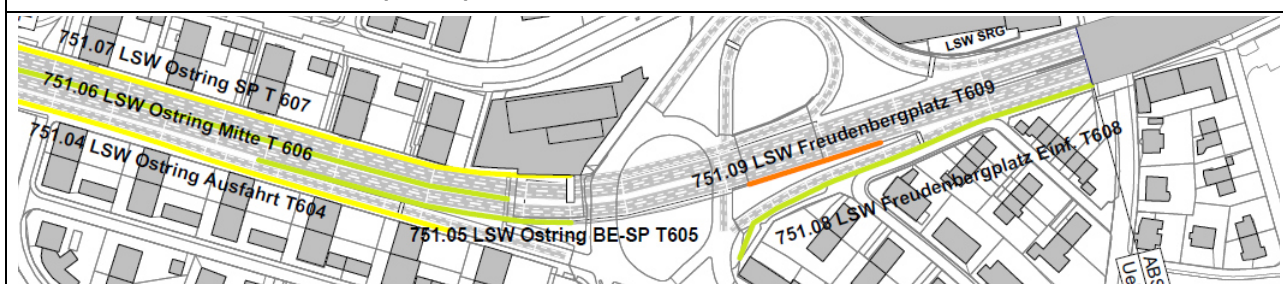 751.07 LSW Ostring SP T 607
751.06 LSW Ostring Mitte T 606
751.04 LSW Ostring Ausfahrt T604
751.05 LSW Ostring BE-SP T605
LSW SRG
751.09 LSW Freudenbergplatz T609
751.08 LSW Freudenbergplatz Einf. T608
ABS
Ue